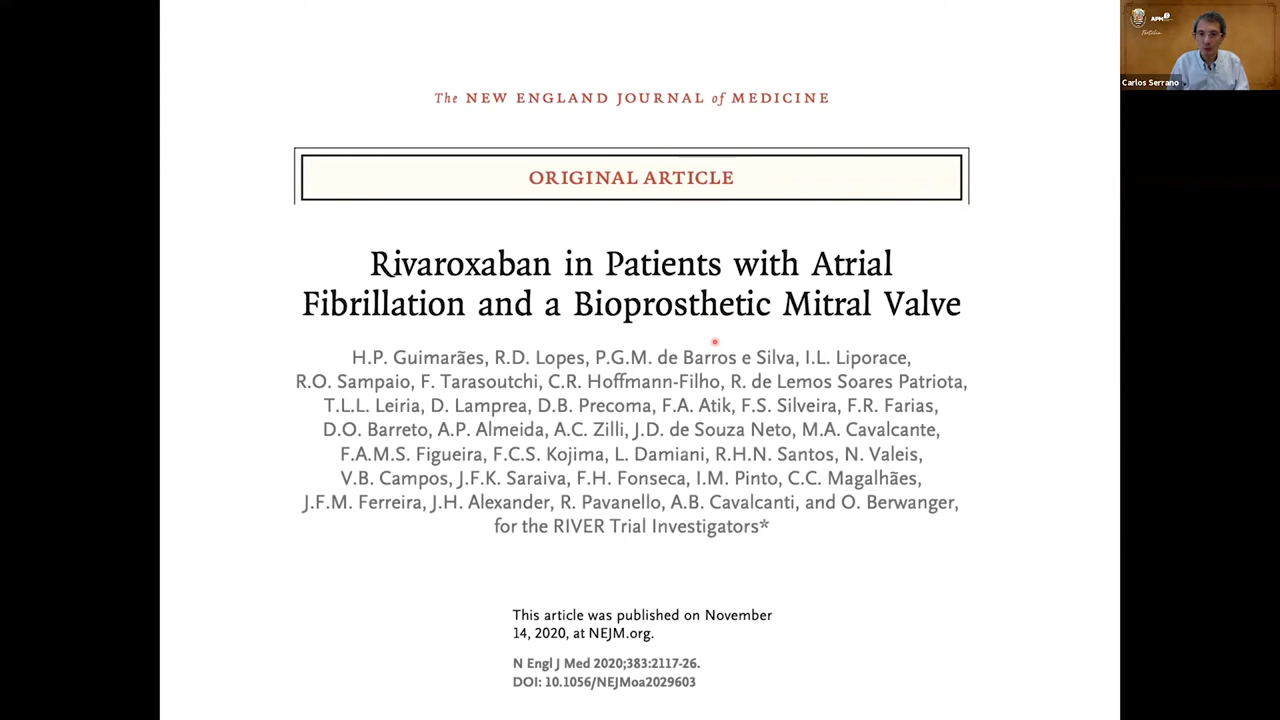 The NEW ENGLAND JOURNAL of MEDICINE
ORIGINAL ARTICLE
Rivaroxaban in Patients with Atrial
Fibrillation and a Bioprosthetic Mitral Valve
H.P. Guimarães, R.D. Lopes, P.G.M. de Barros e Silva, I.L. Liporace,
R.O. Sampaio, F. Tarasoutchi, C.R. Hoffmann-Filho, R. de Lemos Soares Patriota,
T.L.L. Leiria, D. Lamprea, D.B. Precoma, F.A. Atik, F.S. Silveira, F.R. Farias,
D.O. Barreto, A.P. Almeida, A.C. Zilli, J.D. de Souza Neto, M.A. Cavalcante,
F.A.M.S. Figueira, F.C.S. Kojima, L. Damiani, R.H.N. Santos, N. Valeis,
V.B. Campos, J.F.K. Saraiva, F.H. Fonseca, I.M. Pinto, C.C. Magalhães,
J.F.M. Ferreira, J.H. Alexander, R. Pavanello, A.B. Cavalcanti, and O. Berwanger,
for the RIVER Trial Investigators*
This article was published on November
14, 2020, at NEJM.org.
N Engl J Med 2020;383:2117-26.
DOI: 10.1056/NEJMoa2029603
APM
Carlos Serrano